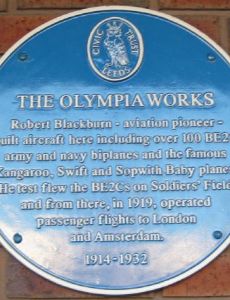 CIVIC TRUST
LEEDS
THE OLYMPIA WORKS
Robert Blackburn - aviation pioneer -
built aircraft here including over 100 BE2c
army and navy biplanes and the famous
Kangaroo, Swift and Sopwith Baby planes.
He test flew the BE2Cs on Soldiers' Field
and from there, in 1919, operated
passenger flights to London
and Amsterdam.
1914-1932